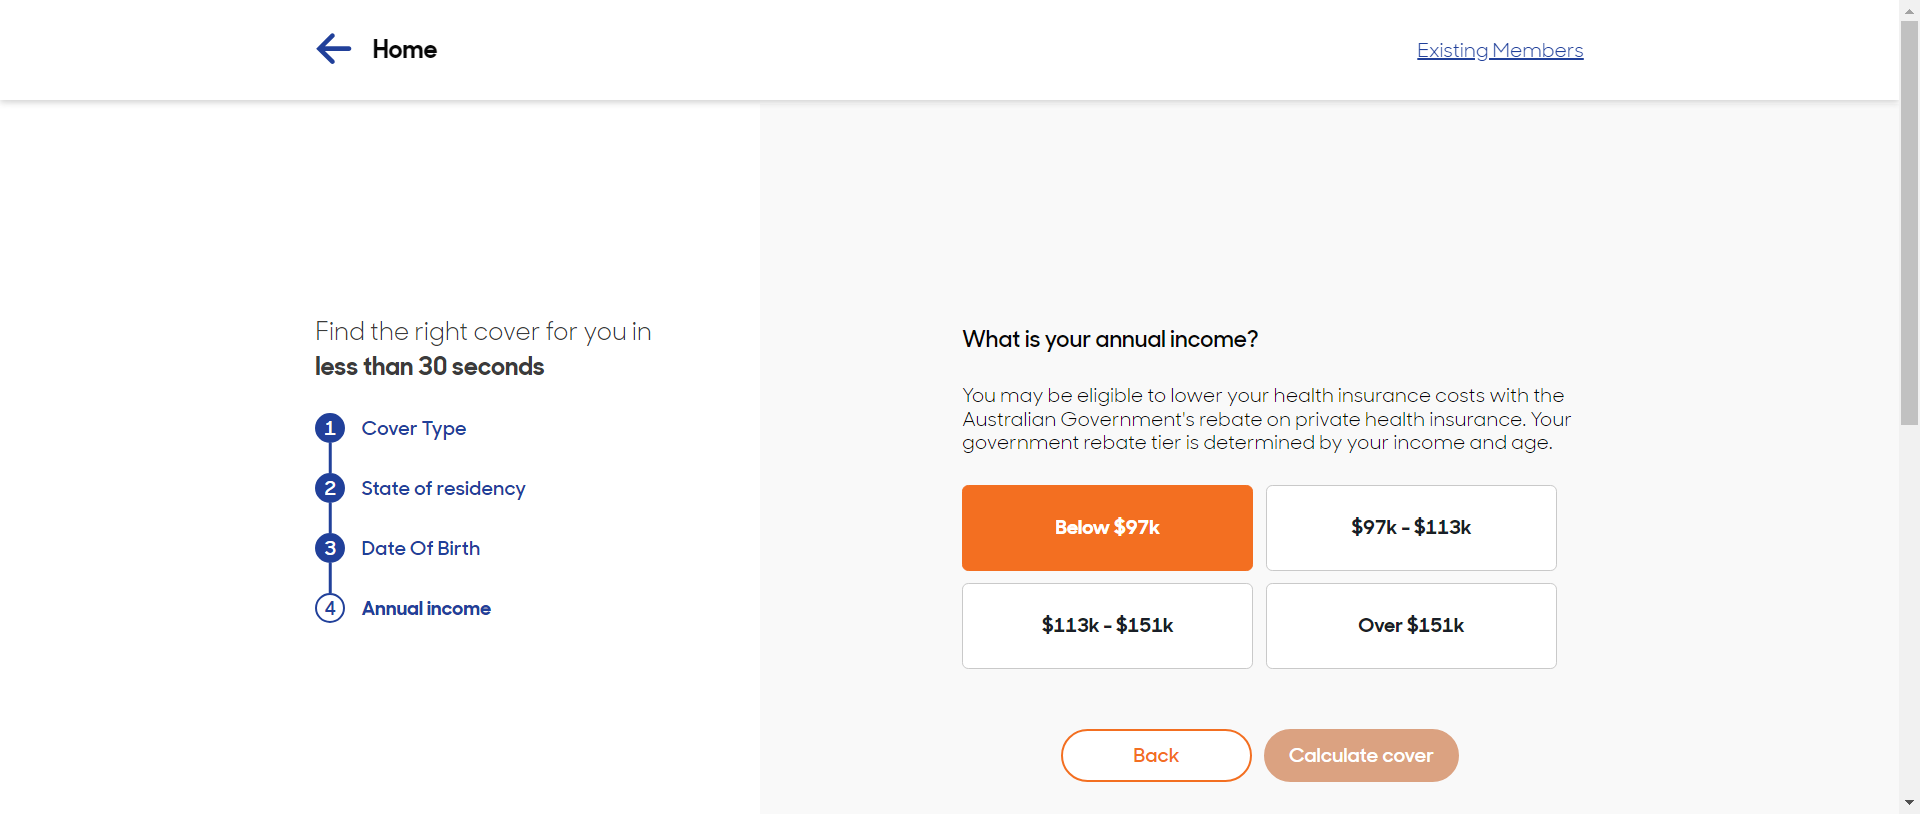 Home
Existing Members
Find the right cover for you in
less than 30 seconds
1 Cover Type
2 State of residency
3 Date Of Birth
4 Annual income
What is your annual income?
You may be eligible to lower your health insurance costs with the
Australian Government's rebate on private health insurance. Your
government rebate tier is determined by your income and age.
Below $97k
$97k - $113k
$113k - $151k
Over $151k
Back
Calculate cover